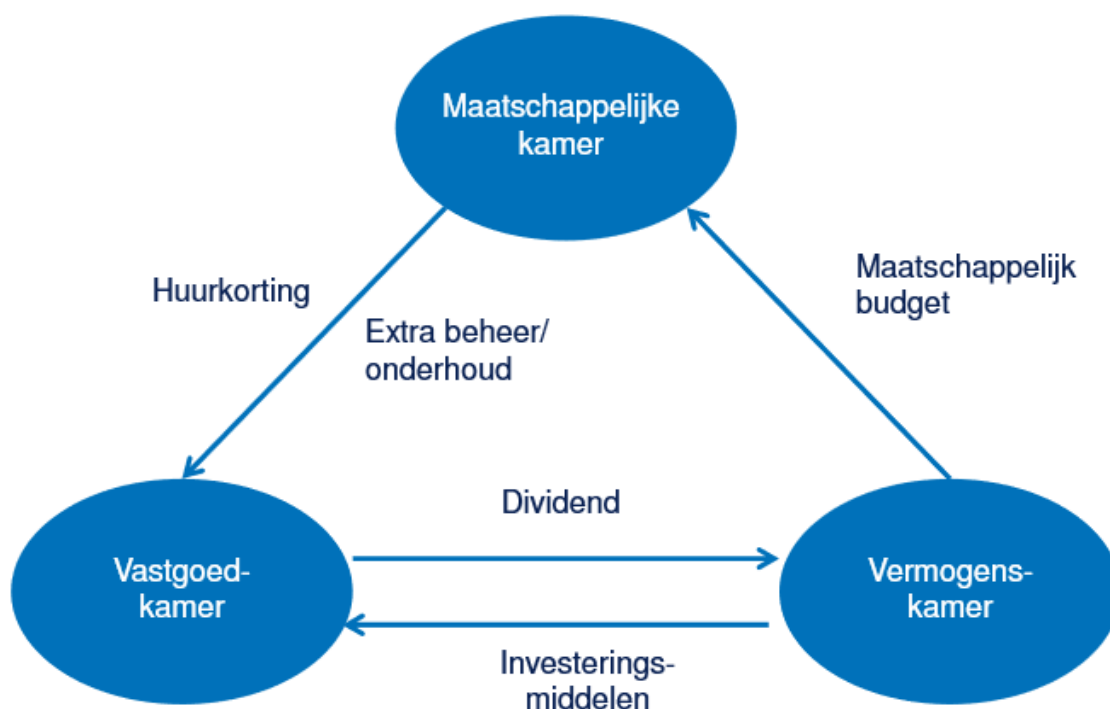 Maatschappelijke
kamer
Huurkorting
Extra beheer/
onderhoud
Maatschappelijk
budget
Dividend
Vastgoed-
kamer
Vermogens-
kamer
Investerings-
middelen